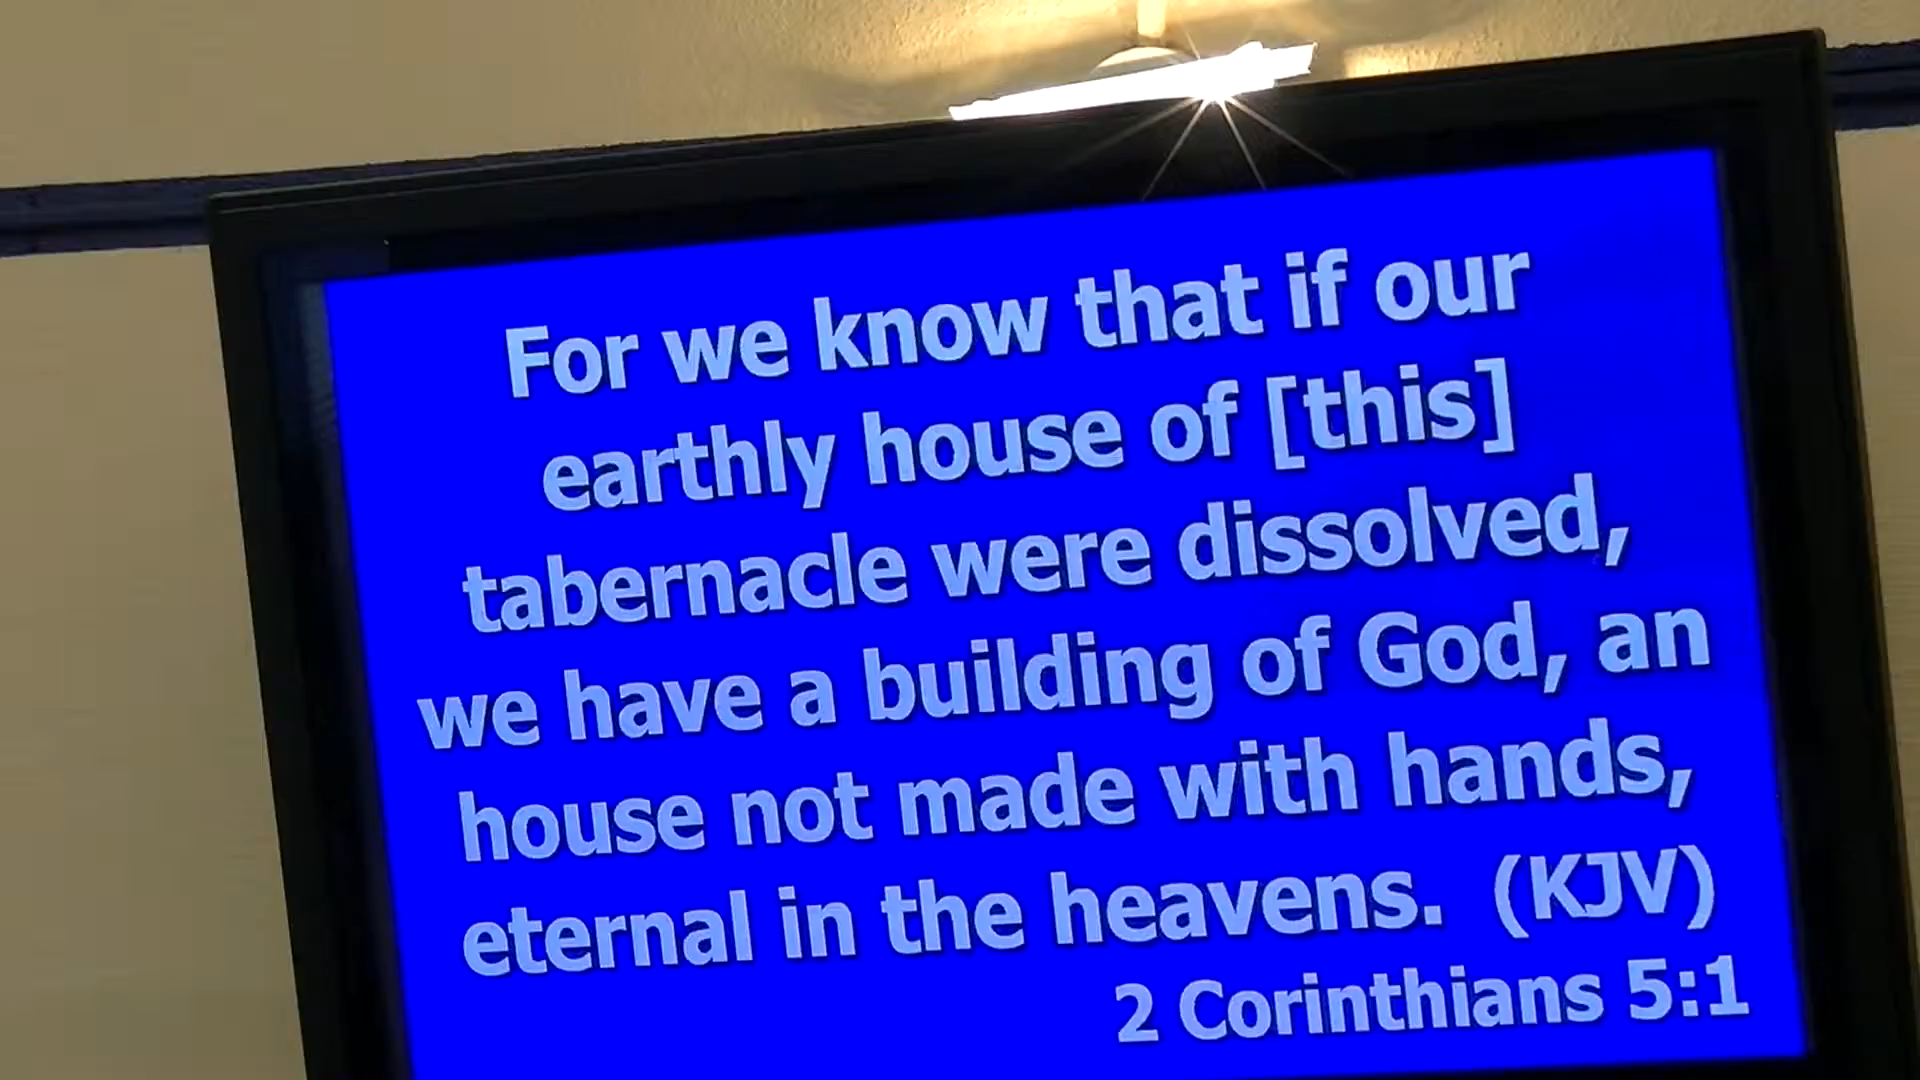 For we know that if our
earthly house of [this]
tabernacle were dissolved,
we have a building of God, an
house not made with hands,
eternal in the heavens. (KJV)
2 Corinthians 5:1